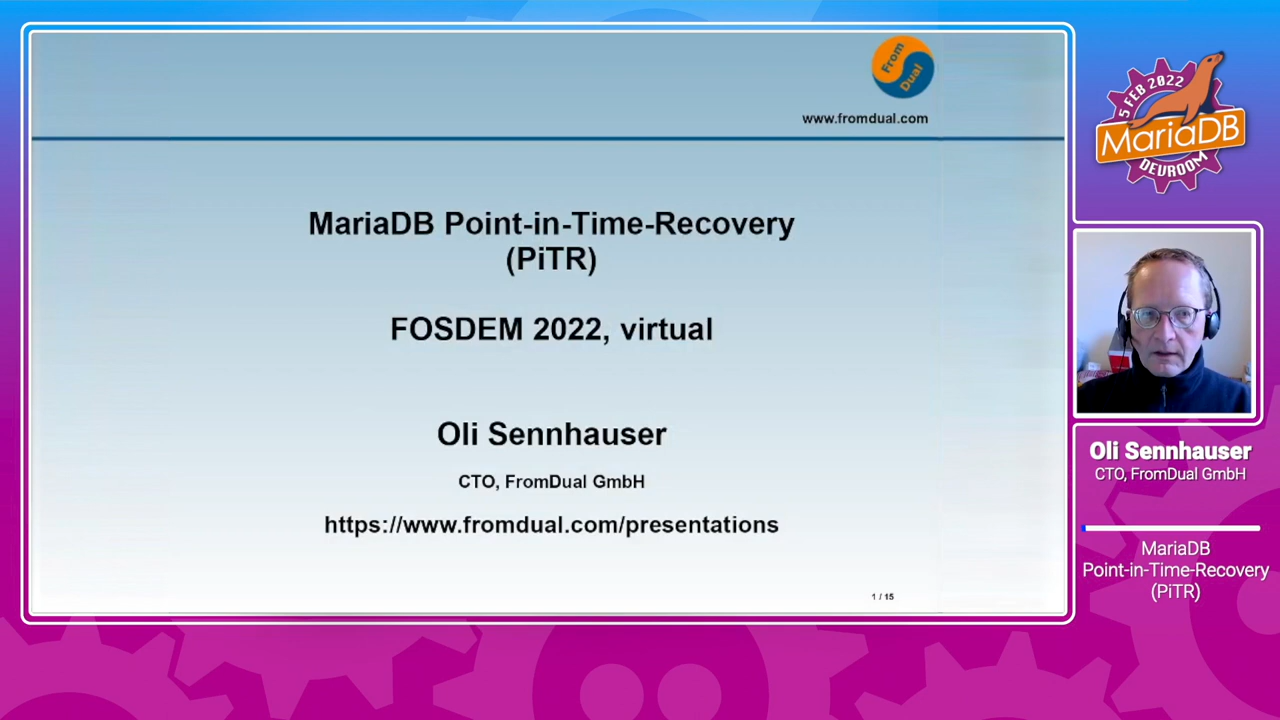 From
Dual
www.fromdual.com
MariaDB Point-in-Time-Recovery
(PiTR)
FOSDEM 2022, virtual
Oli Sennhauser
CTO, FromDual GmbH
https://www.fromdual.com/presentations
1 / 15
5 FEB 2022
MariaDB
DEVROOM
Oli Sennhauser
CTO, FromDual GmbH
MariaDB
Point-in-Time-Recovery
(PiTR)